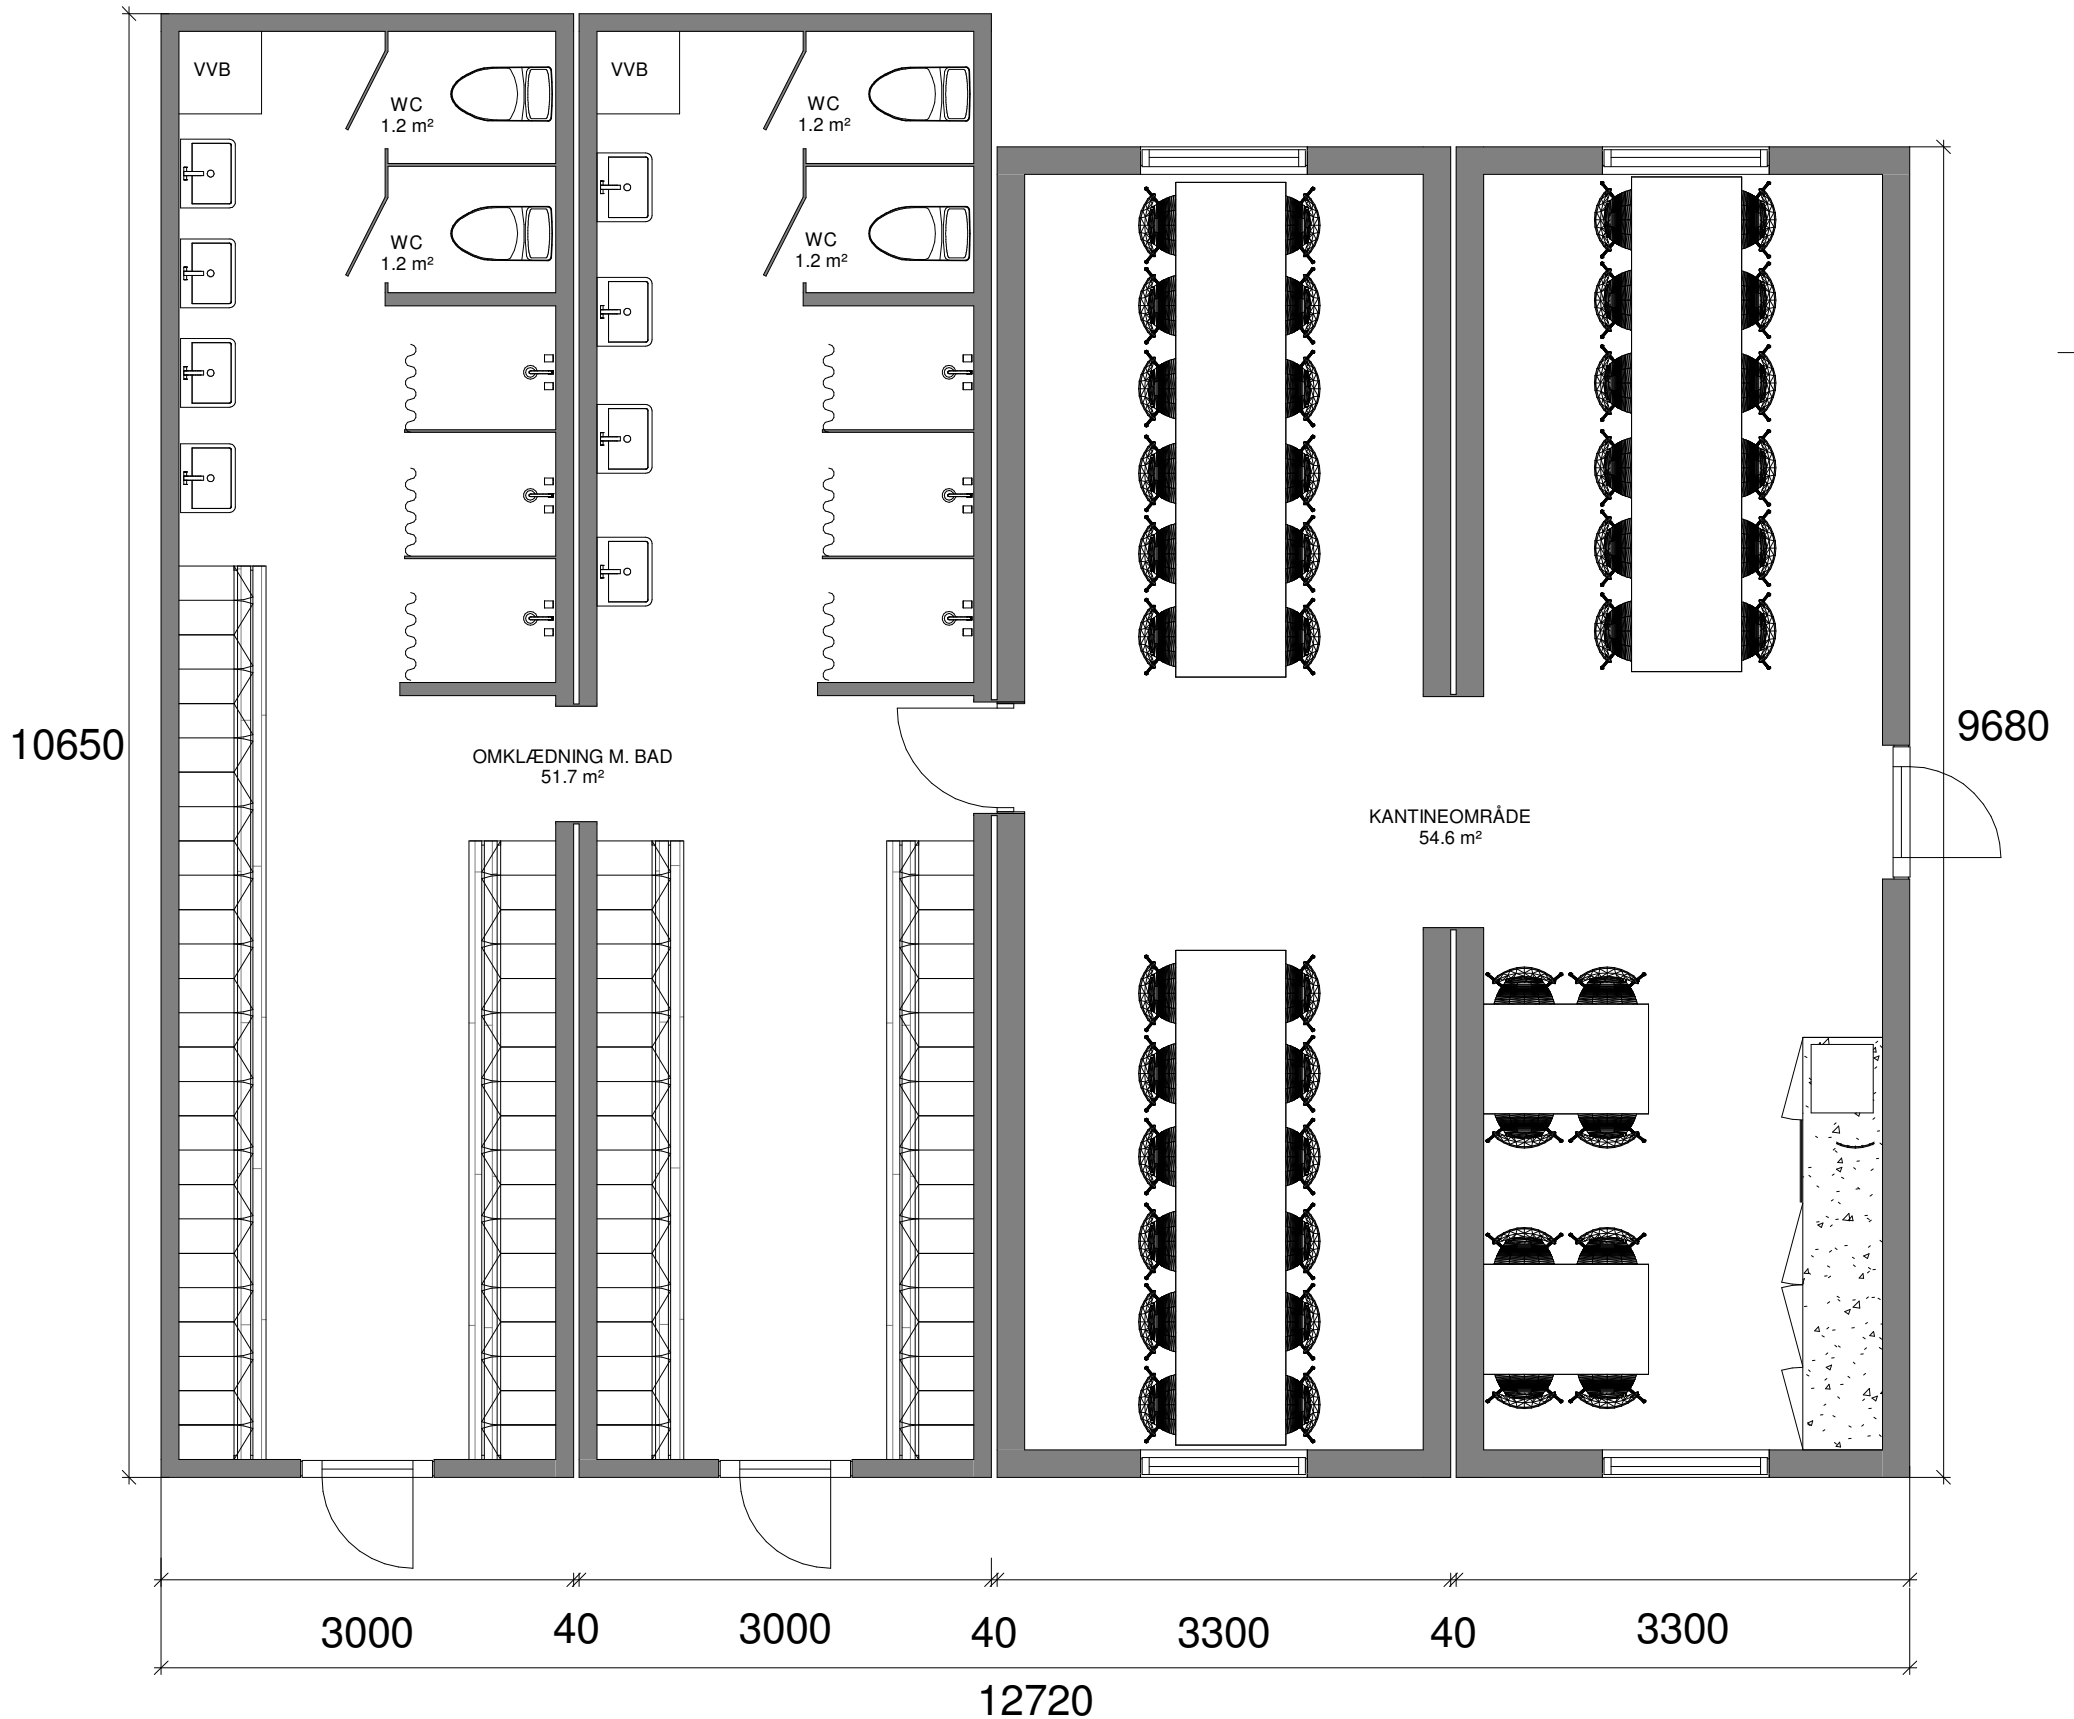 VVB
WC
1.2 m²
VVB
WC
1.2 m²
WC
1.2 m²
WC
1.2 m²
10650
OMKLÆDNING M. BAD
51.7 m²
9680
KANTINEOMRÅDE
54.6 m²
3000
40
3000
40
3300
40
3300
12720